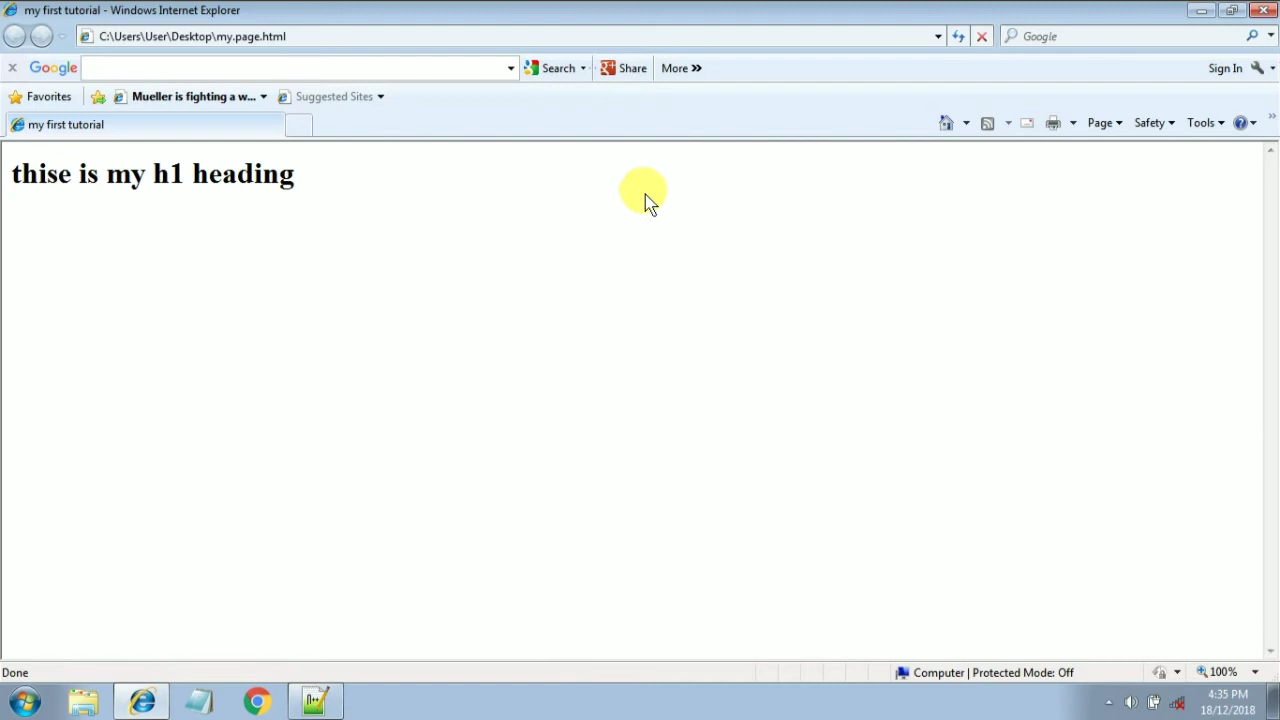 my first tutorial - Windows Internet Explorer
C:\Users\User\Desktop\my.page.html
Google
Google
Search
Share
More »
Sign In
Favorites
Mueller is fighting a w...
Suggested Sites
my first tutorial
Page
Safety
Tools
»
thise is my h1 heading
Done
Computer | Protected Mode: Off
100%
4:35 PM
18/12/2018